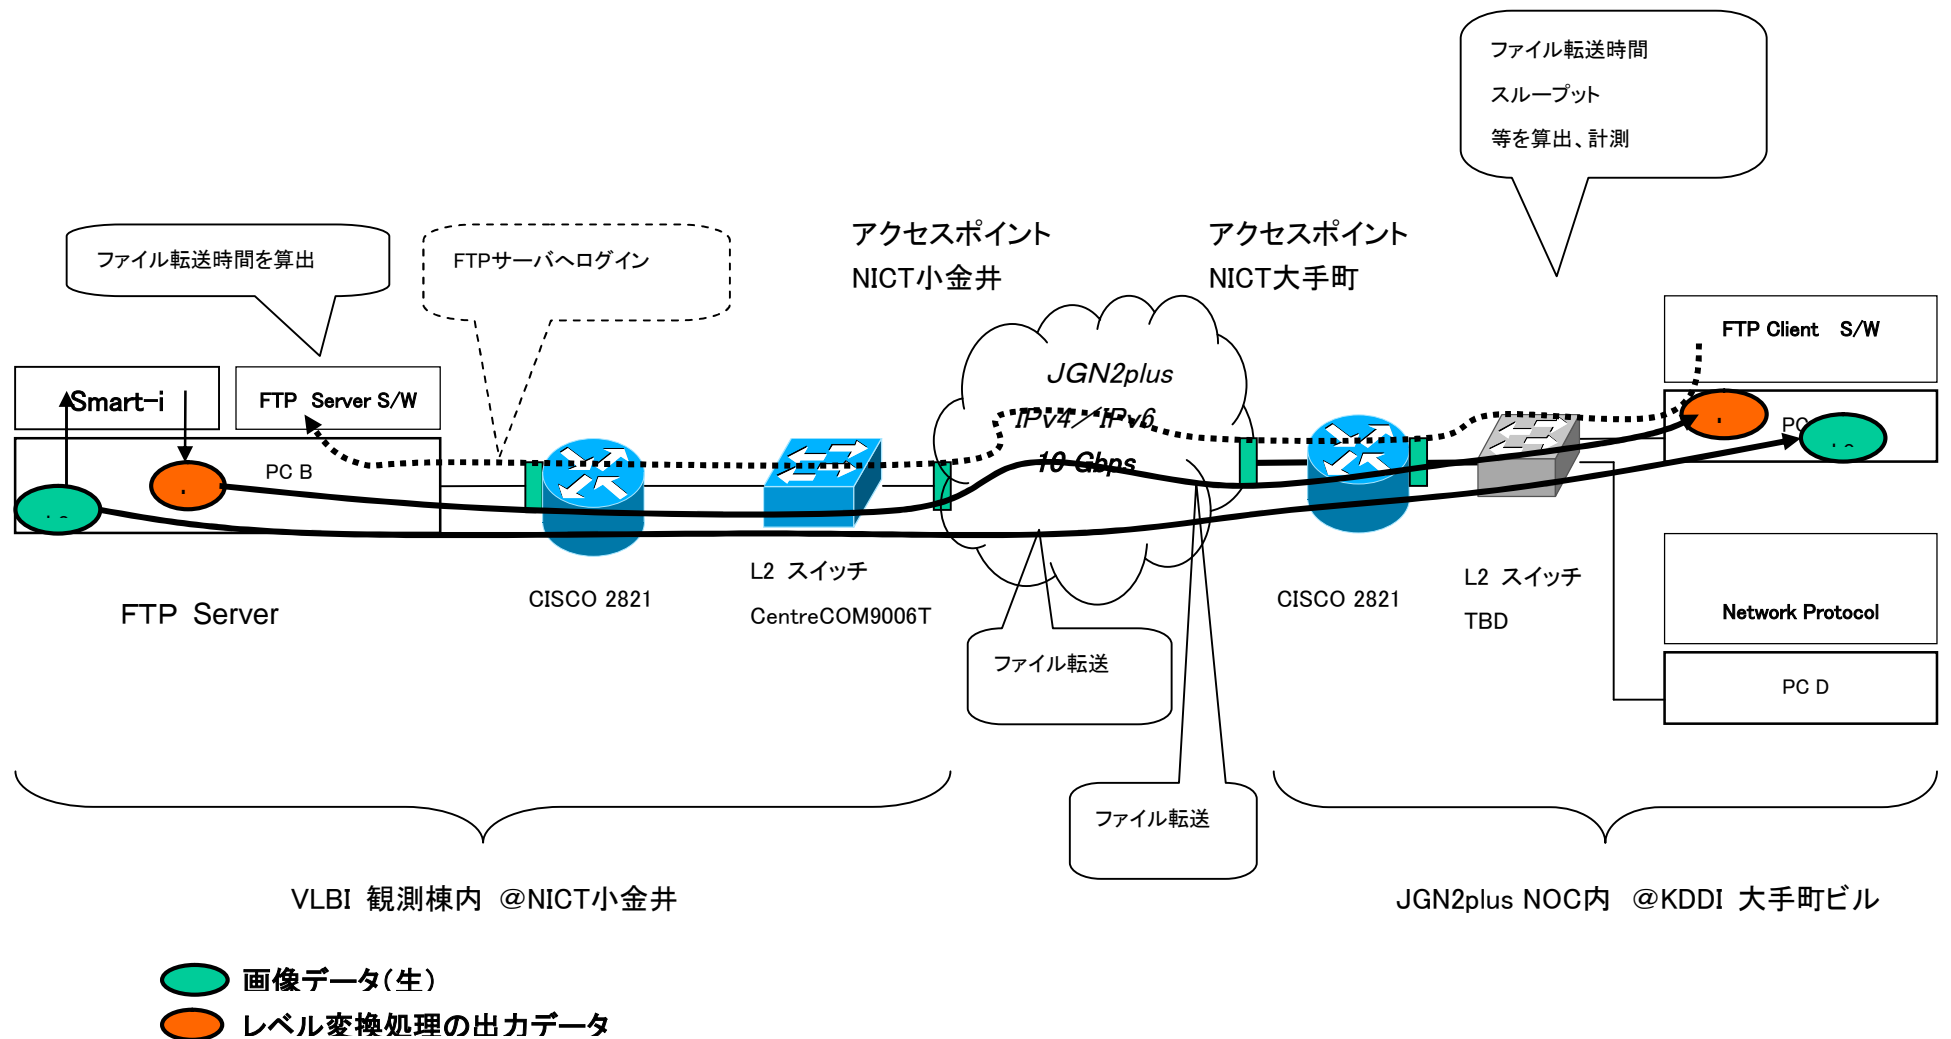 ファイル転送時間
スループット
等を算出、計測
アクセスポイント
NICT小金井
アクセスポイント
NICT大手町
ファイル転送時間を算出
FTPサーバへログイン
FTP Client S/W
JGN2plus
IPv4／IPv6
10 Gbps
Smart-i
FTP Server S/W
PC
PC B
L2 スイッチ
CentreCOM9006T
L2 スイッチ
TBD
CISCO 2821
CISCO 2821
FTP Server
Network Protocol
ファイル転送
PC D
ファイル転送
VLBI 観測棟内 @NICT小金井
JGN2plus NOC内 @KDDI 大手町ビル
画像データ(生)
レベル変換処理の出力データ